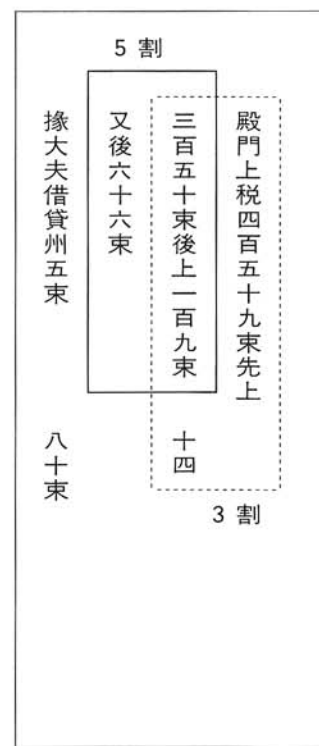 5 割
殿門上税四百五十九束先上
三百五十束後上一百九束 十四
又後六十六束
掾大夫借貸州五束 八十束
3 割